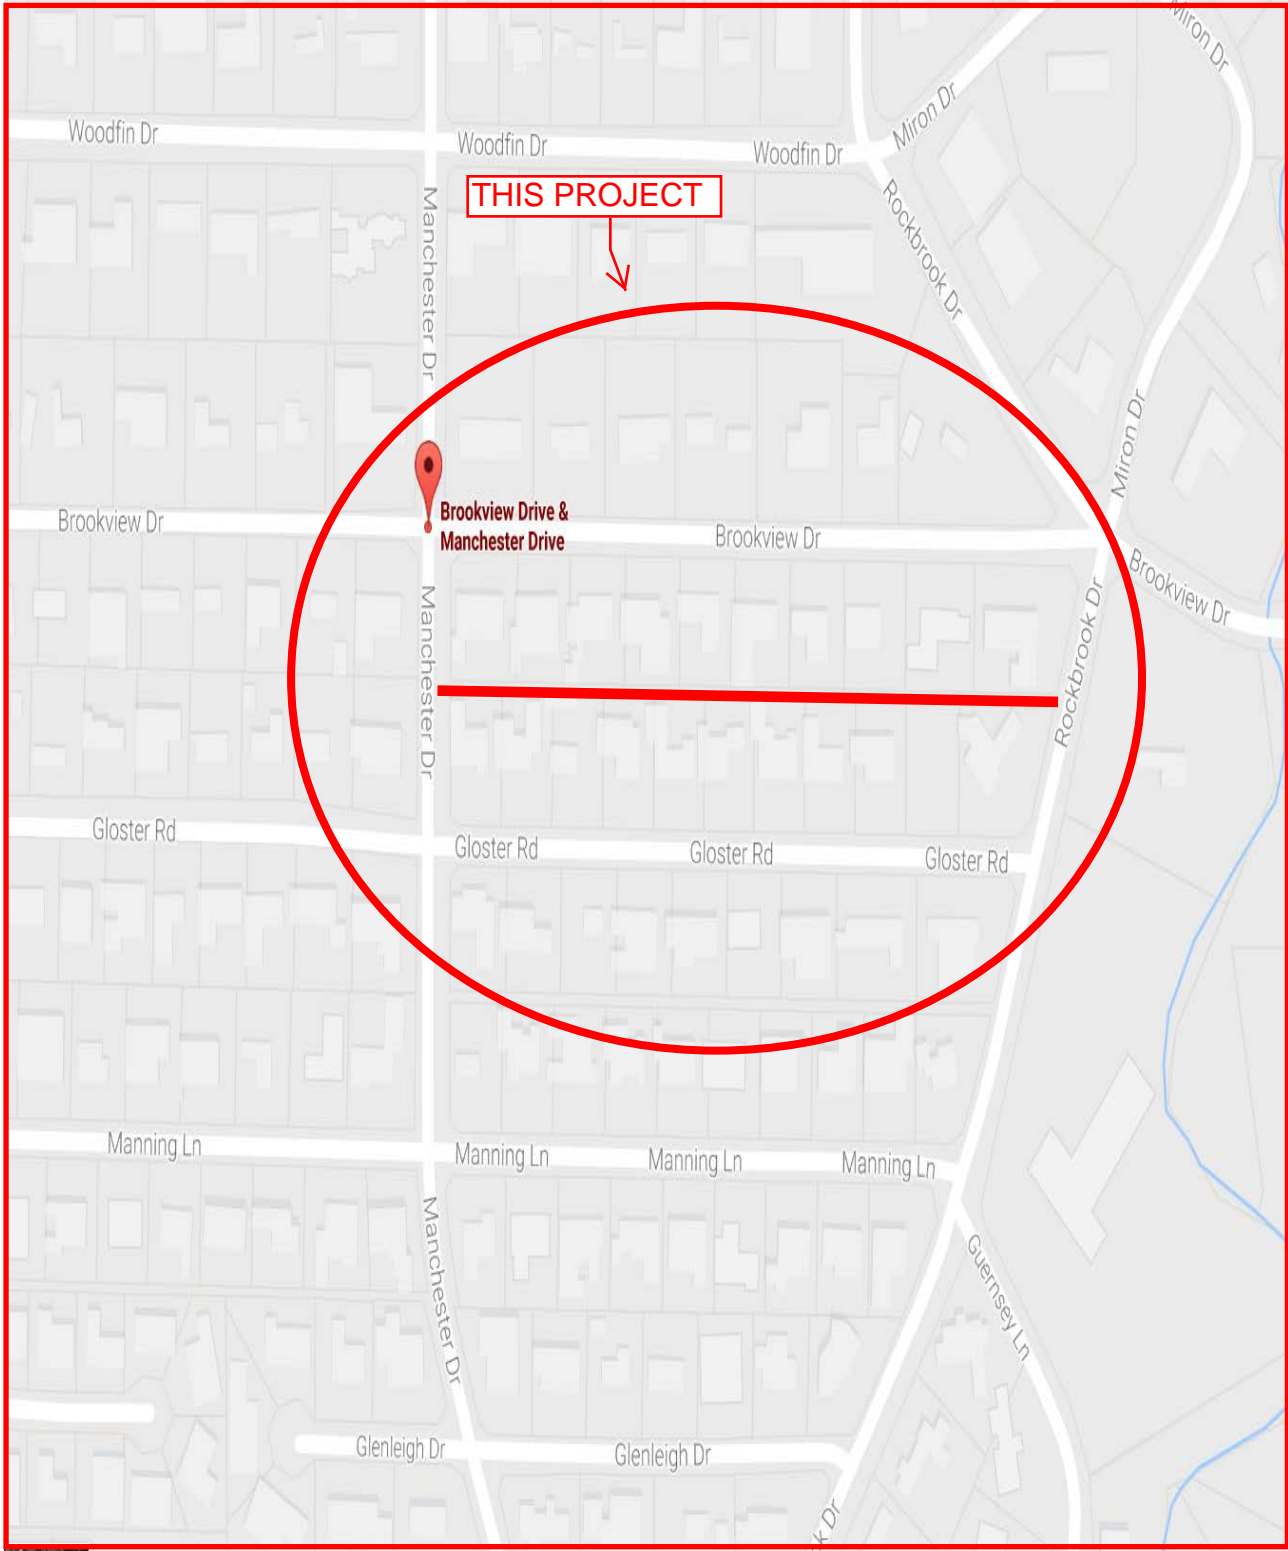 Miron Dr
Woodfin Dr
Woodfin Dr
Woodfin Dr
Miron Dr
THIS PROJECT
Manchester Dr
Rockbrook Dr
Miron Dr
Brookview Dr
Brookview Drive &
Manchester Drive
Brookview Dr
Brookview Dr
Manchester Dr
Rockbrook Dr
Gloster Rd
Gloster Rd
Gloster Rd
Gloster Rd
Manning Ln
Manning Ln
Manning Ln
Manning Ln
Manchester Dr
Guernsey Ln
Glenleigh Dr
Glenleigh Dr
k Dr